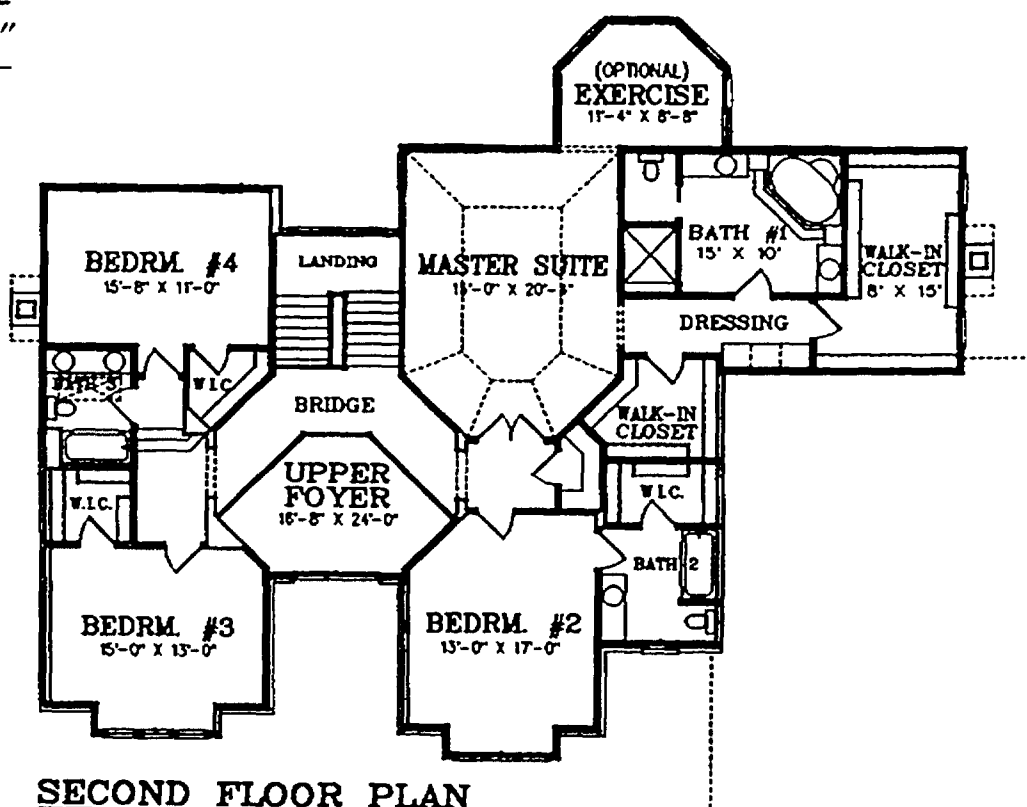 "
(OPTIONAL)
EXERCISE
11'-4" X 8'-8"
BEDRM. #4
15'-8" X 11'-0"
LANDING
MASTER SUITE
X 20'-
BATH #1
15' X 10'
WALK-IN
CLOSET
8' X 15'
DRESSING
W.I.C.
BRIDGE
WALK-IN
CLOSET
UPPER
FOYER
16'-8" X 24'-0"
W.I.C.
W.I.C.
BATH 2
BEDRM. #3
15'-0" X 13'-0"
BEDRM. #2
13'-0" X 17'-0"
SECOND FLOOR PLAN